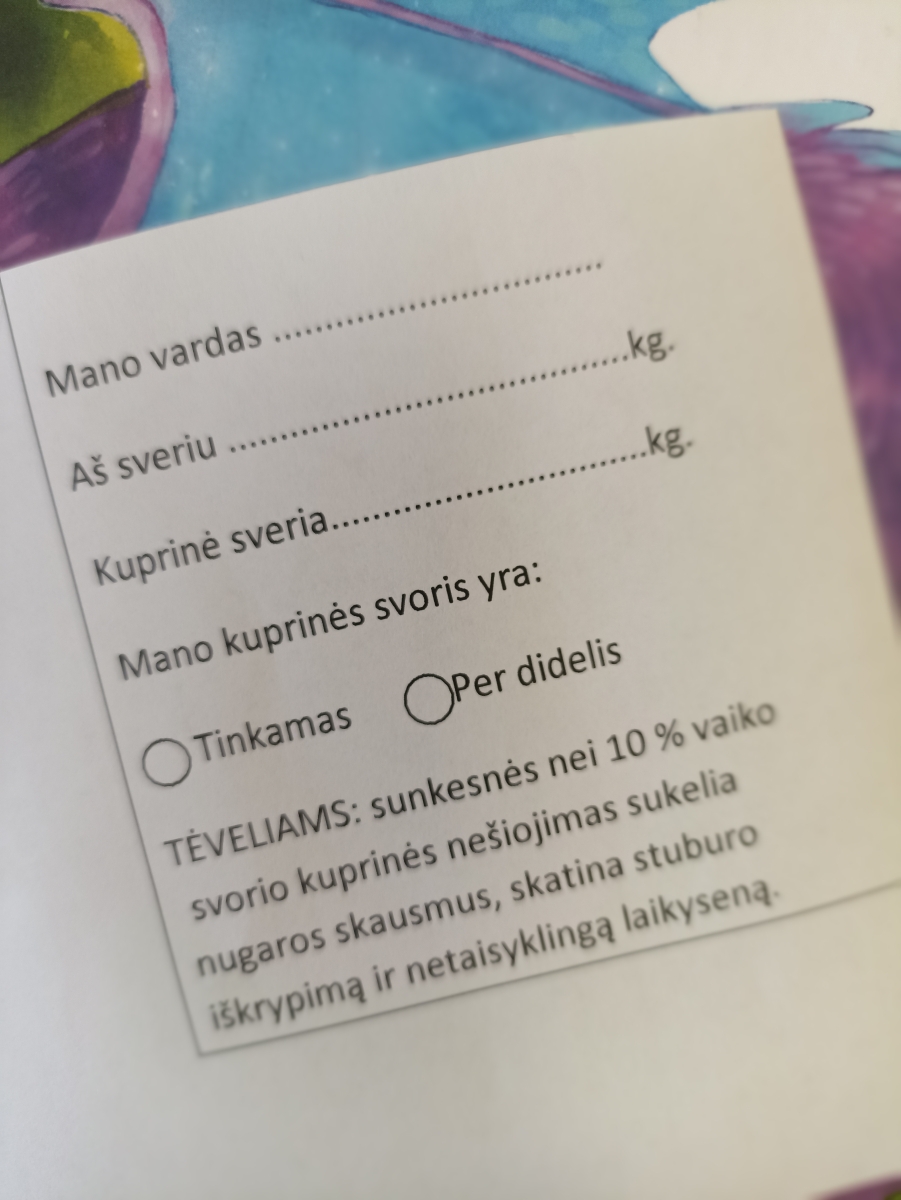 Mano vardas ......................................
Aš sveriu ..............................................kg.
Kuprinė sveria.....................................kg.
Mano kuprinės svoris yra:
Tinkamas Per didelis
TĖVELIAMS: sunkesnės nei 10 % vaiko
svorio kuprinės nešiojimas sukelia
nugaros skausmus, skatina stuburo
iškrypimą ir netaisyklingą laikyseną.